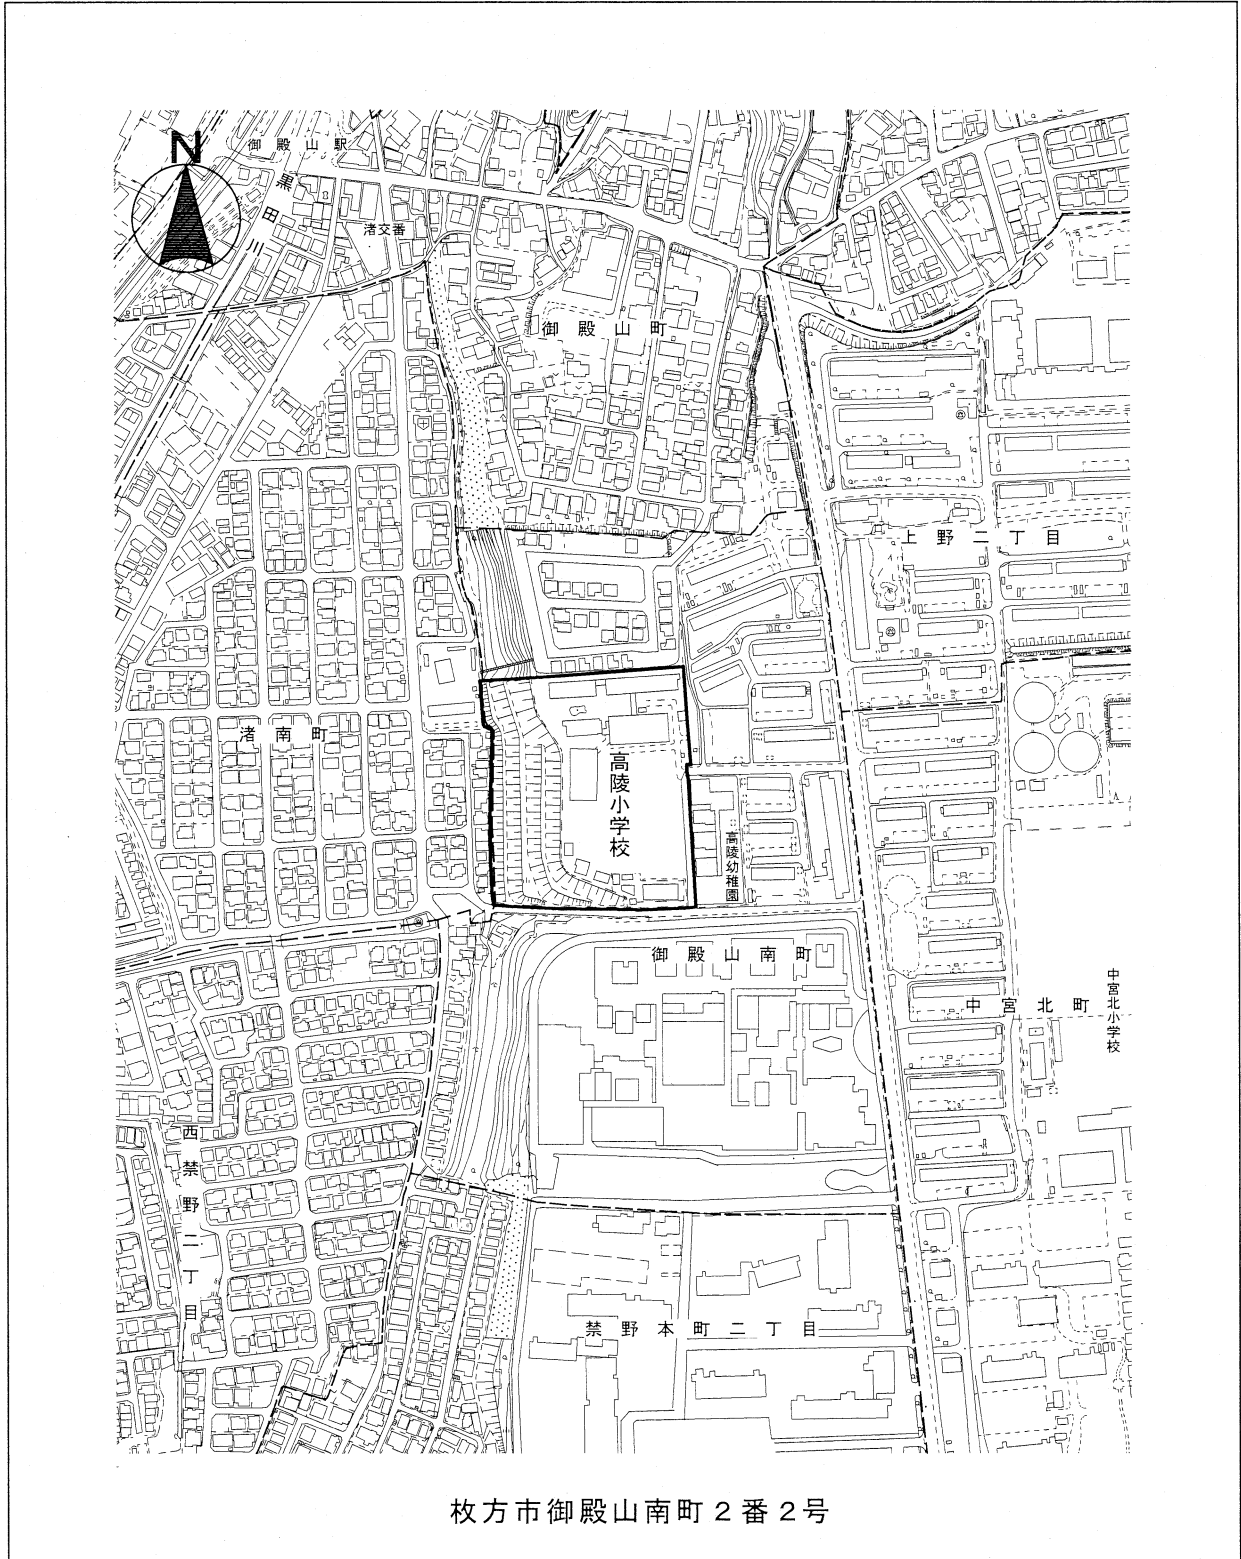 N
御殿山駅
黒田川
渚交番
御殿山町
上野二丁目
渚南町
高陵小学校
高陵幼稚園
御殿山南町
中宮北町
中宮北小学校
西禁野二丁目
禁野本町二丁目
枚方市御殿山南町２番２号